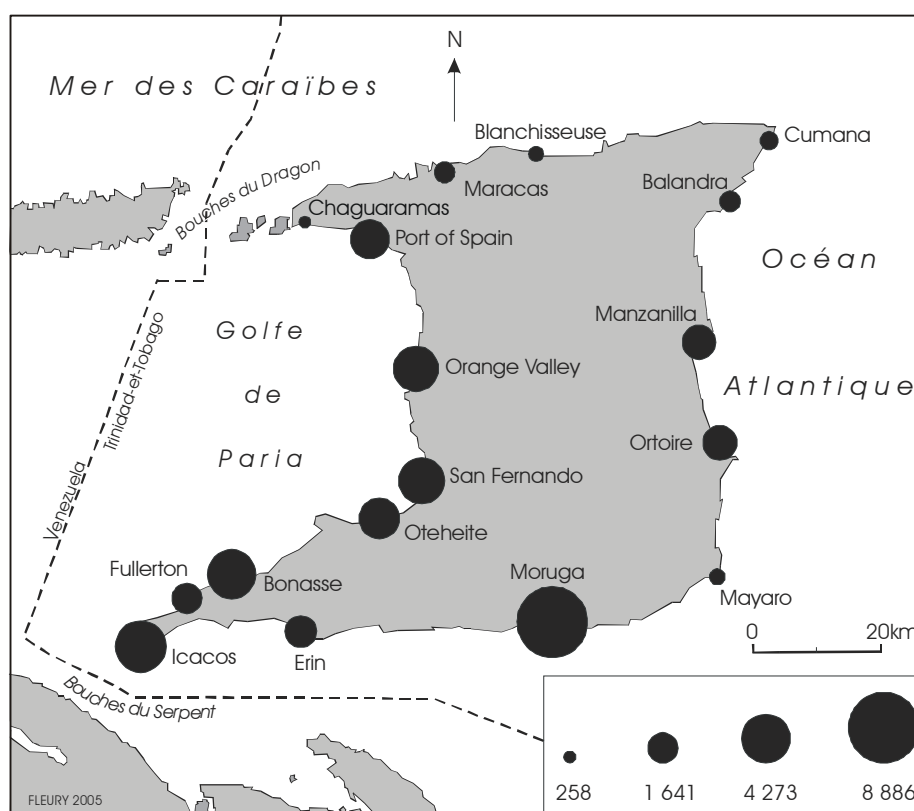 N
Mer des Caraïbes
Blanchisseuse
Cumana
Maracas
Balandra
Bouches du Dragon
Chaguaramas
Port of Spain
Océan
Manzanilla
Golfe
de
Paria
Orange Valley
Atlantique
Trinidad-et-Tobago
Venezuela
Ortoire
San Fernando
Oteheite
Fullerton
Bonasse
Moruga
Mayaro
Icacos
Erin
0 20km
Bouches du Serpent
258 1 641 4 273 8 886
FLEURY 2005